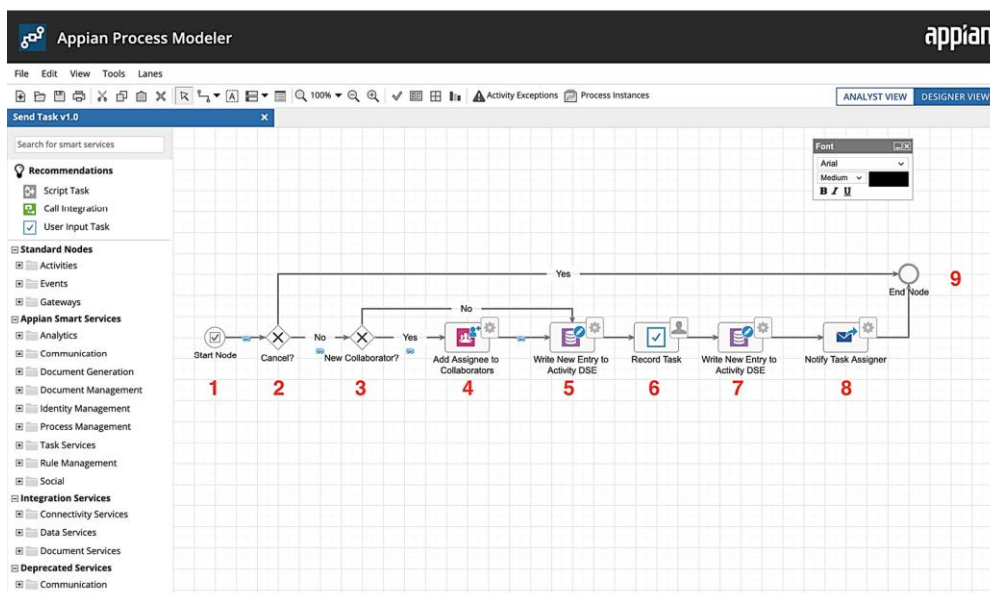 Appian Process Modeler
appian
File Edit View Tools Lanes
100% Activity Exceptions Process Instances ANALYST VIEW DESIGNER VIEW
Send Task v1.0
Search for smart services
Recommendations
Script Task
Call Integration
User Input Task
Standard Nodes
Activities
Events
Gateways
Appian Smart Services
Analytics
Communication
Document Generation
Document Management
Identity Management
Process Management
Task Services
Rule Management
Social
Integration Services
Connectivity Services
Data Services
Document Services
Deprecated Services
Communication
Font
Arial
Medium
B I U
Yes
End Node
9
No
No
Yes
Start Node
Cancel?
New Collaborator?
Add Assignee to
Collaborators
Write New Entry to
Activity DSE
Record Task
Write New Entry to
Activity DSE
Notify Task Assigner
1 2 3 4 5 6 7 8